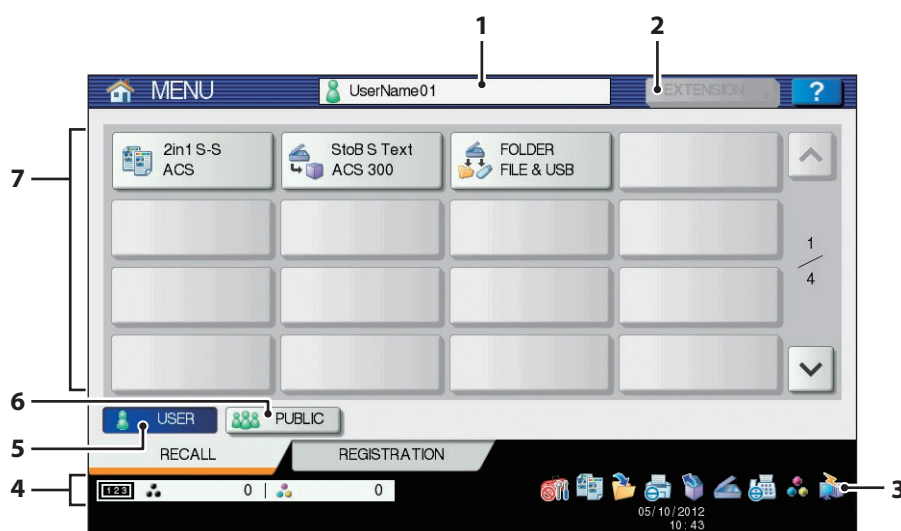 1 2
MENU UserName01 EXTENSION ?
7
2in1 S-S
ACS
StoB S Text
ACS 300
FOLDER
FILE & USB
1
4
6
USER PUBLIC
5
RECALL REGISTRATION
4
123 0 0
3
05/10/2012
10:43